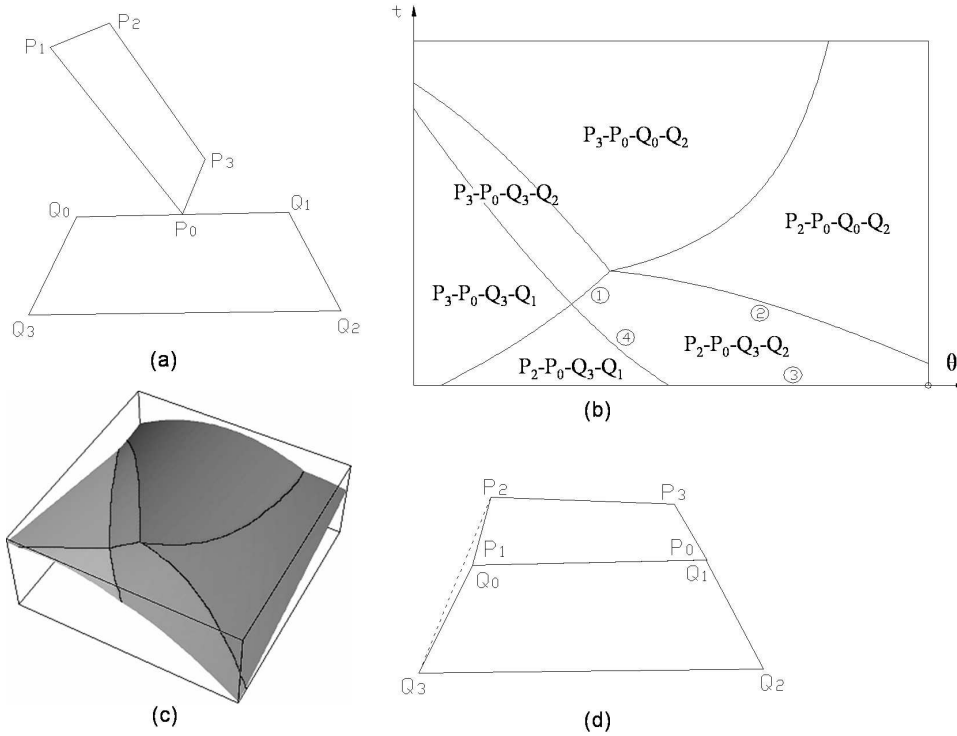 P1
P2
P3
Q0
P0
Q1
Q3
Q2
(a)
t
P3-P0-Q0-Q2
P3-P0-Q3-Q2
P2-P0-Q0-Q2
P3-P0-Q3-Q1
①
②
④
P2-P0-Q3-Q2
θ
P2-P0-Q3-Q1
③
(b)
(c)
P2
P3
P1
P0
Q0
Q1
Q3
Q2
(d)